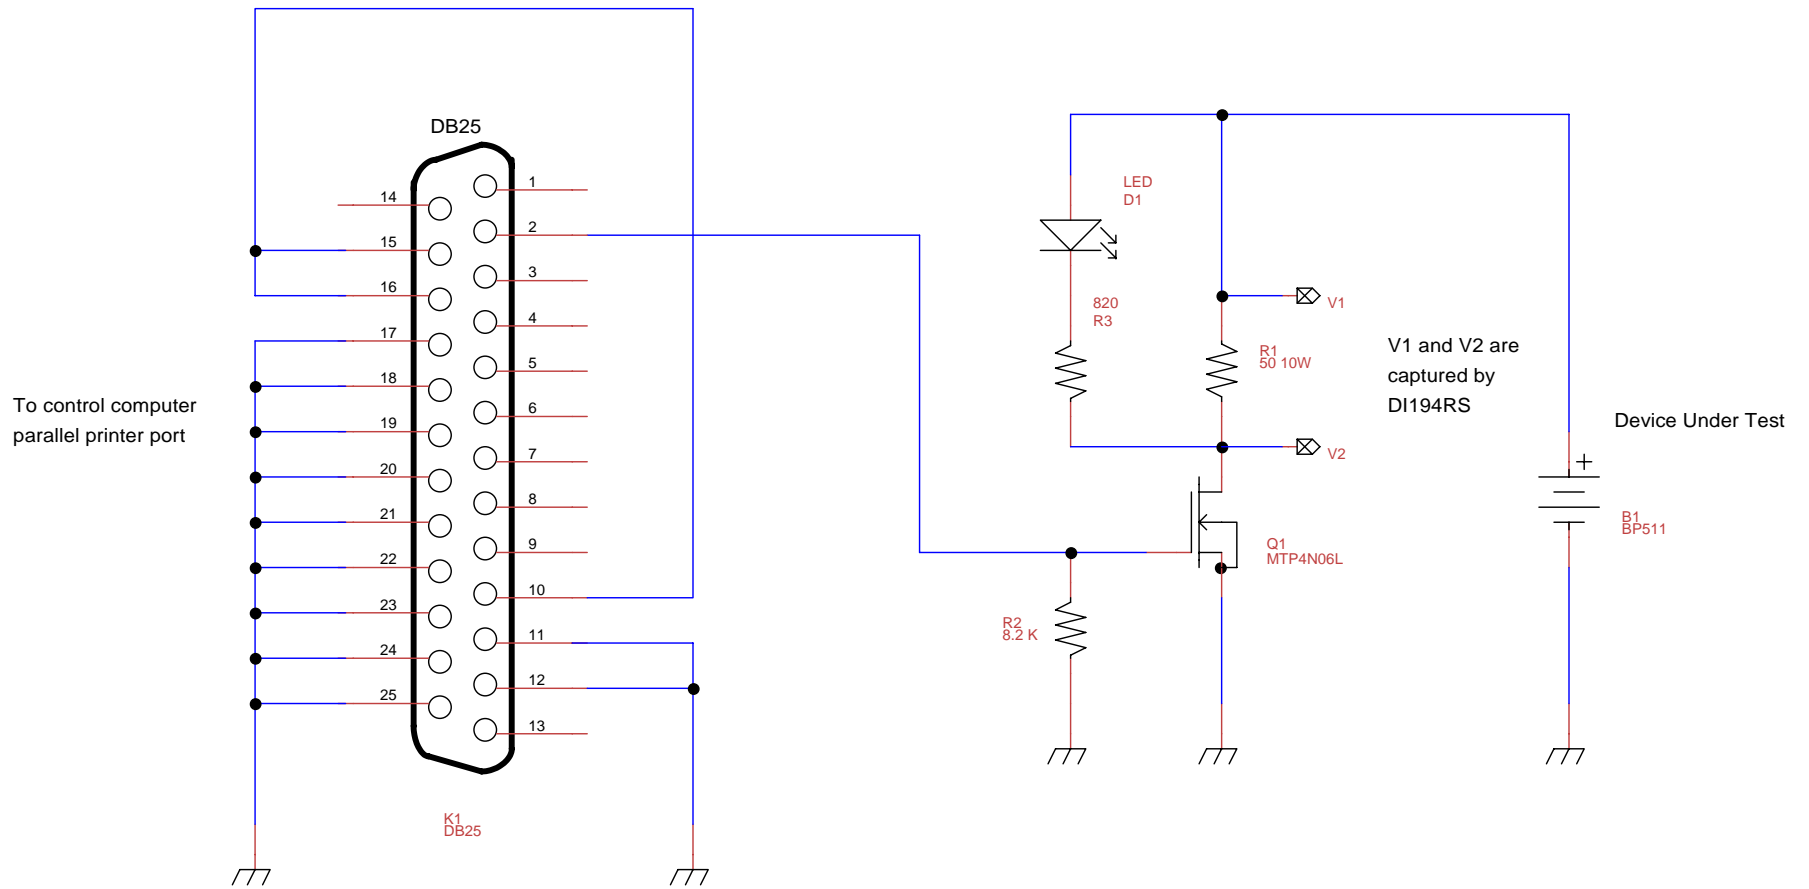 DB25
1
14
2
15
3
16
4
17
5
18
6
19
7
20
8
21
9
22
10
23
11
24
12
25
13
K1
DB25
To control computer
parallel printer port
LED
D1
820
R3
V1
R1
50 10W
V2
V1 and V2 are
captured by
DI194RS
Device Under Test
+
B1
BP511
Q1
MTP4N06L
R2
8.2 K